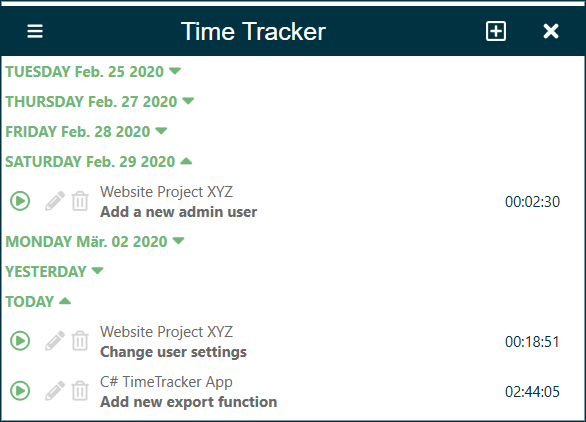 Time Tracker
TUESDAY Feb. 25 2020
THURSDAY Feb. 27 2020
FRIDAY Feb. 28 2020
SATURDAY Feb. 29 2020
Website Project XYZ
Add a new admin user
00:02:30
MONDAY Mär. 02 2020
YESTERDAY
TODAY
Website Project XYZ
Change user settings
00:18:51
C# TimeTracker App
Add new export function
02:44:05